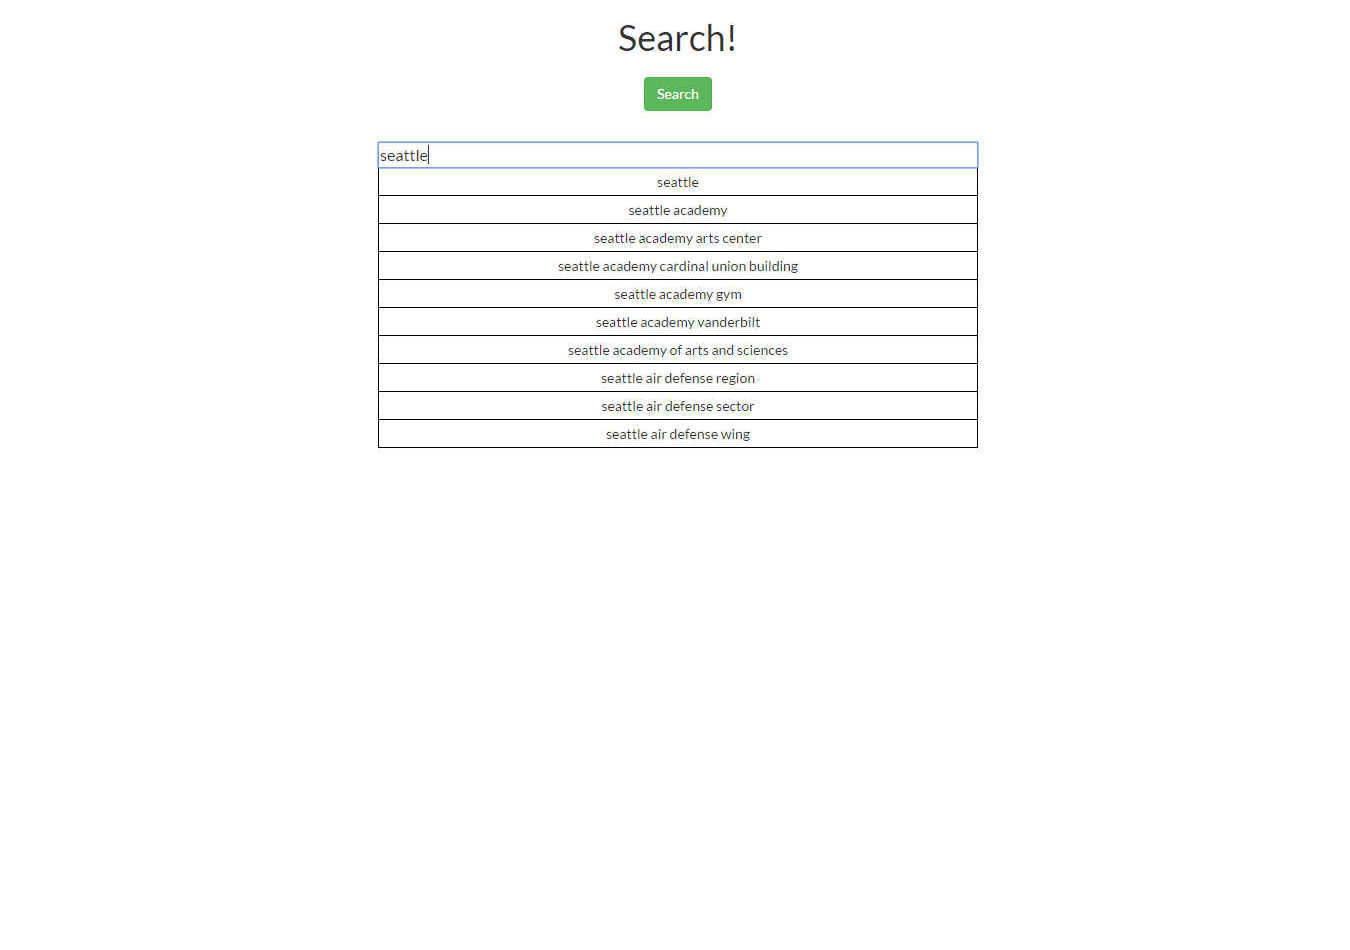 Search!
Search
seattle
seattle
seattle academy
seattle academy arts center
seattle academy cardinal union building
seattle academy gym
seattle academy vanderbilt
seattle academy of arts and sciences
seattle air defense region
seattle air defense sector
seattle air defense wing